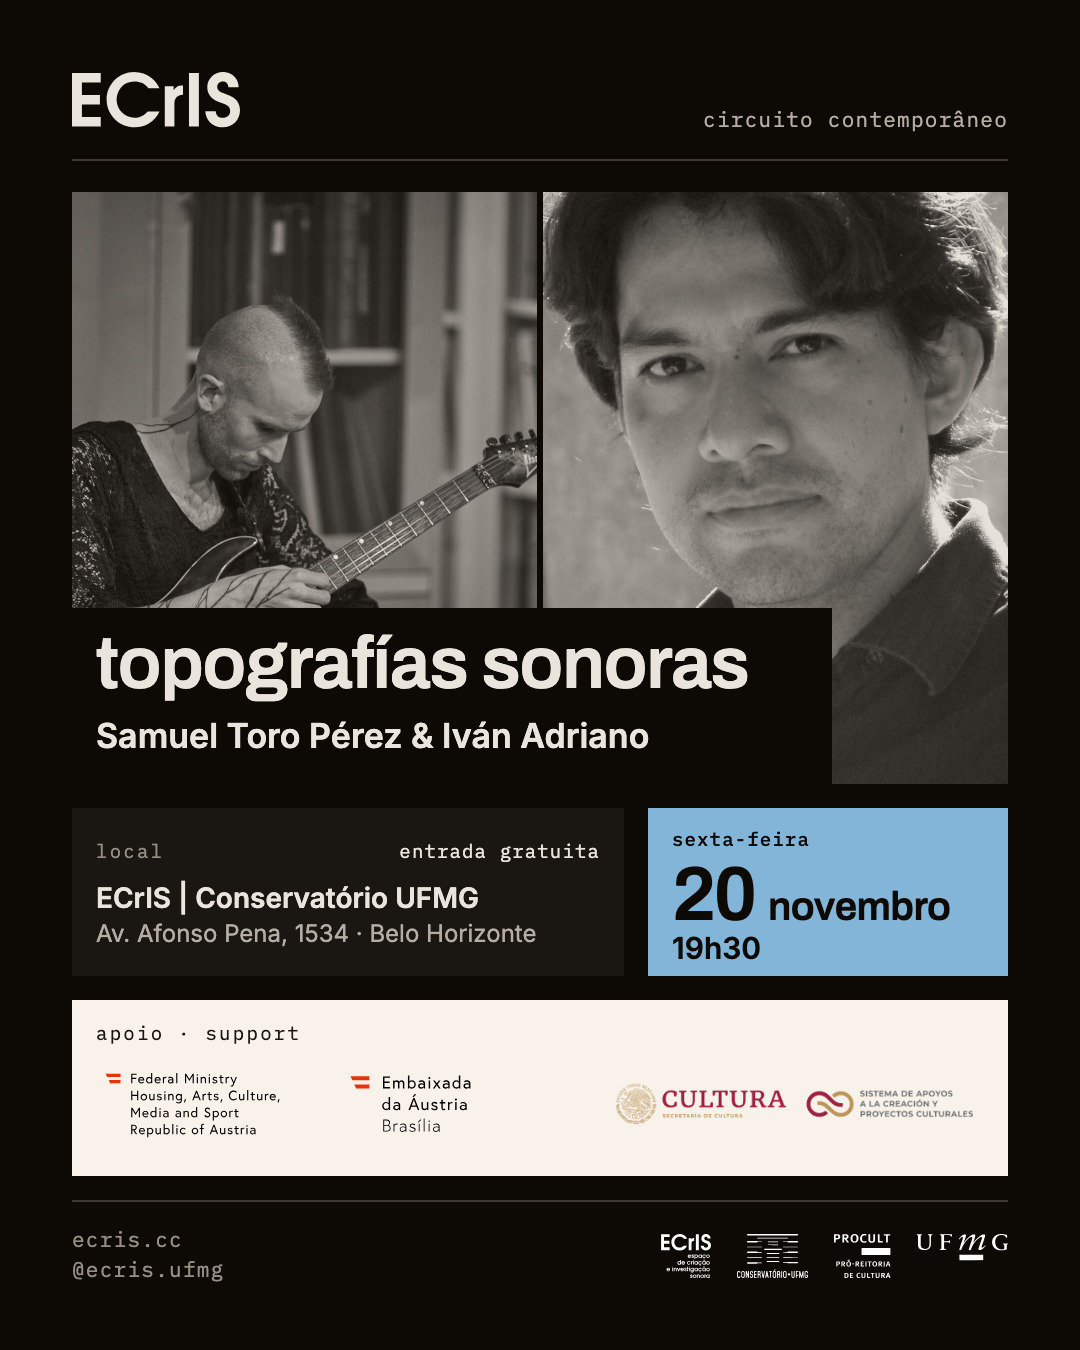 ECrIS
circuito contemporâneo
topografías sonoras
Samuel Toro Pérez & Iván Adriano
local
entrada gratuita
ECrIS | Conservatório UFMG
Av. Afonso Pena, 1534 · Belo Horizonte
sexta-feira
20 novembro
19h30
apoio · support
Federal Ministry
Housing, Arts, Culture,
Media and Sport
Republic of Austria
Embaixada
da Áustria
Brasília
CULTURA
SECRETARÍA DE CULTURA
SISTEMA DE APOYOS
A LA CREACIÓN Y
PROYECTOS CULTURALES
ecris.cc
@ecris.ufmg
ECrIS
espaço
de criação
e investigação
sonora
CONSERVATÓRIO•UFMG
PROCULT
PRÓ-REITORIA
DE CULTURA
UFmG